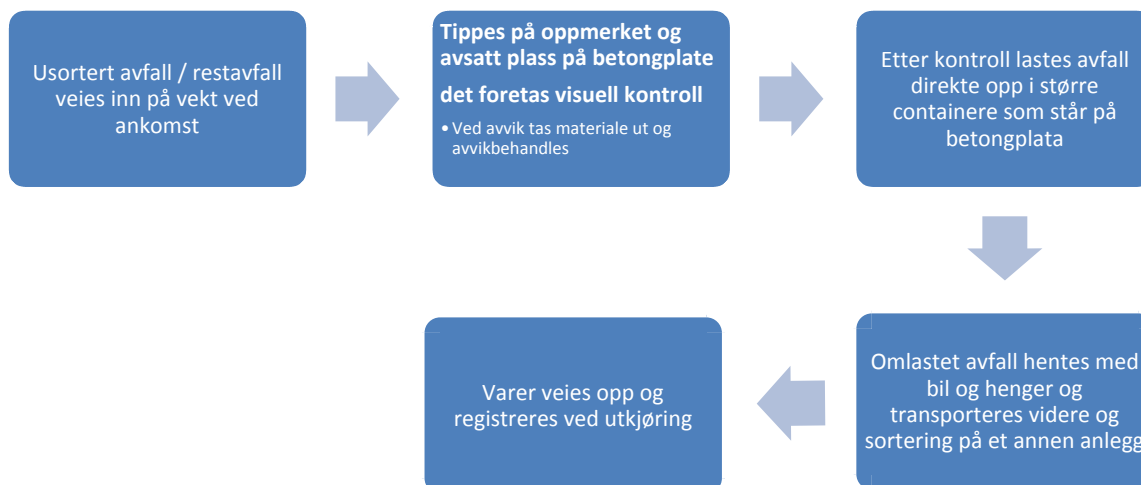 Usortert avfall / restavfall
veies inn på vekt ved
ankomst
Tippes på oppmerket og
avsatt plass på betongplate
det foretas visuell kontroll
• Ved avvik tas materiale ut og
avvikbehandles
Etter kontroll lastes avfall
direkte opp i større
containere som står på
betongplata
Omlastet avfall hentes med
bil og henger og
transporteres videre og
sortering på et annen anlegg
Varer veies opp og
registreres ved utkjøring